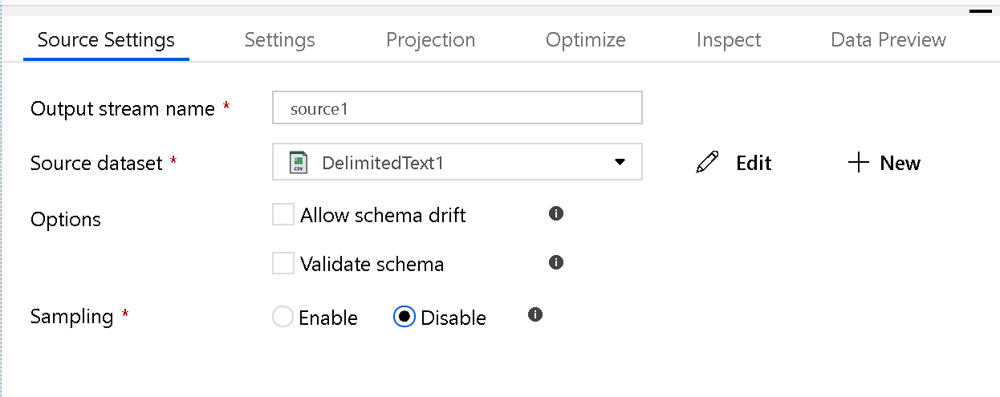 Source Settings Settings Projection Optimize Inspect Data Preview
Output stream name * source1
Source dataset * CSV DelimitedText1 Edit + New
Options Allow schema drift i
Validate schema i
Sampling * Enable Disable i